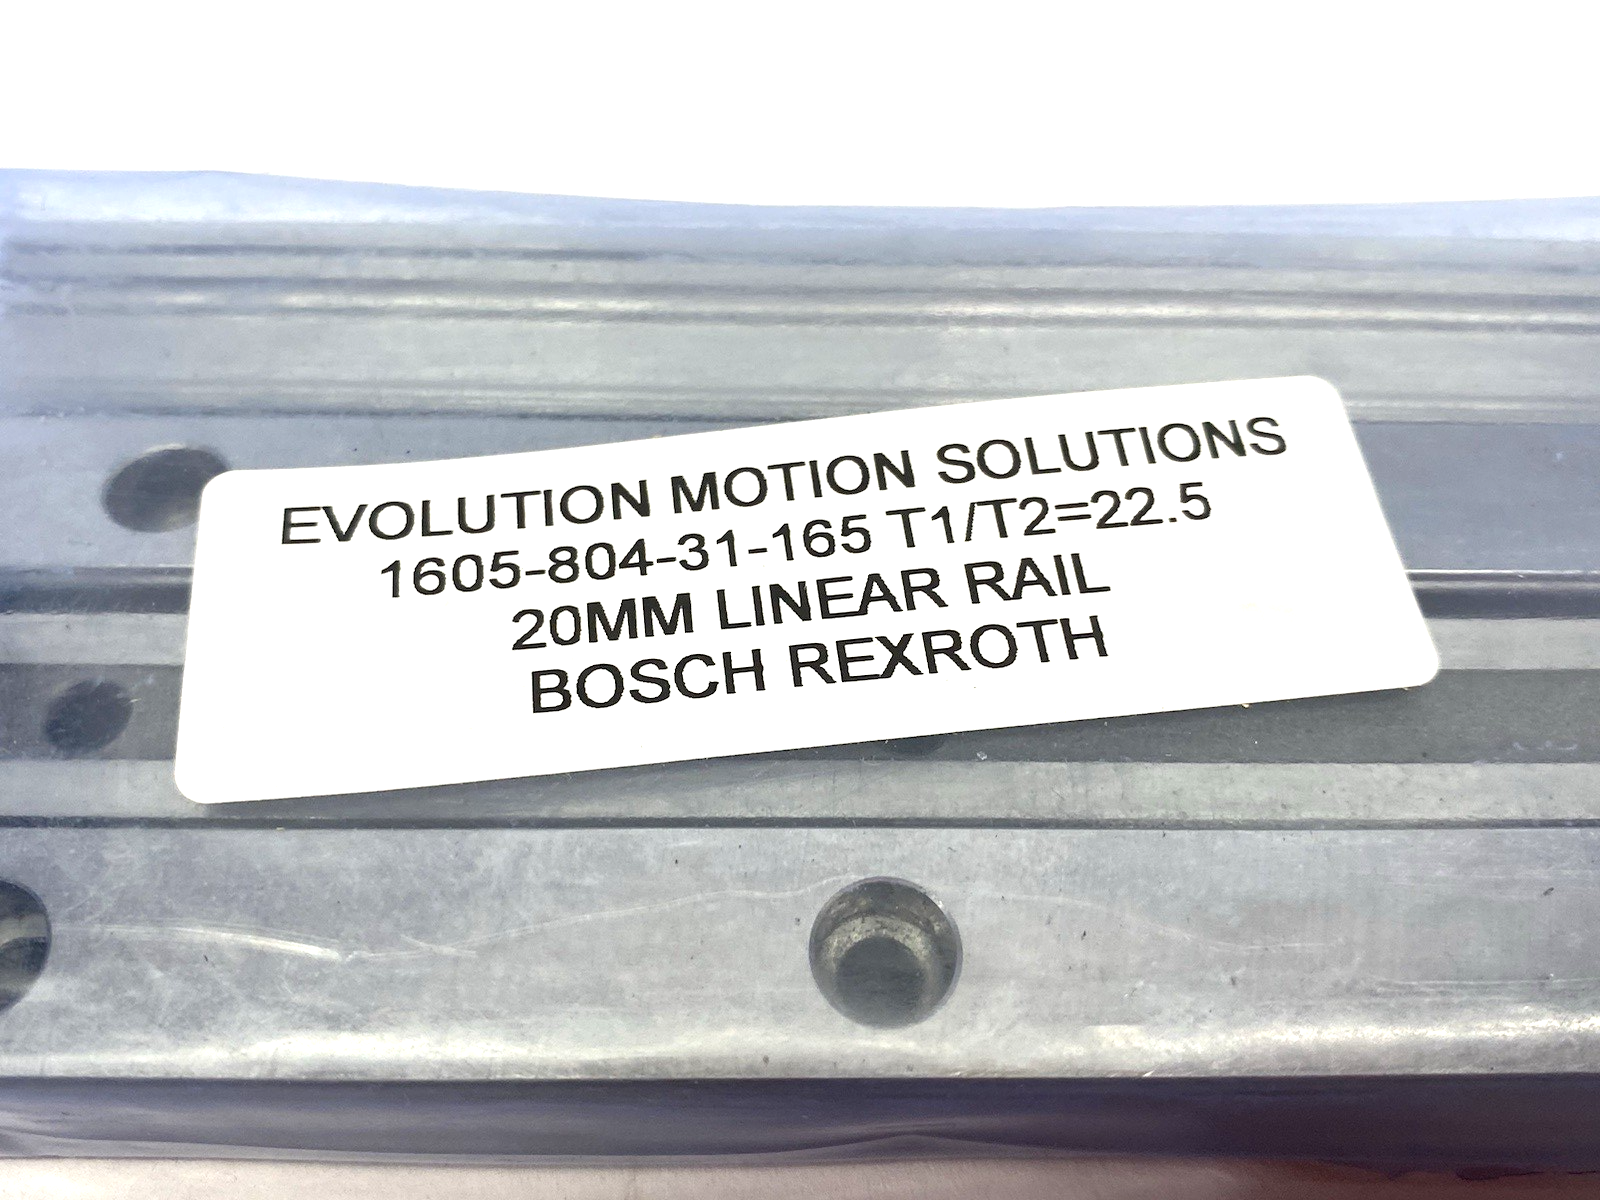 EVOLUTION MOTION SOLUTIONS
1605-804-31-165 T1/T2=22.5
20MM LINEAR RAIL
BOSCH REXROTH